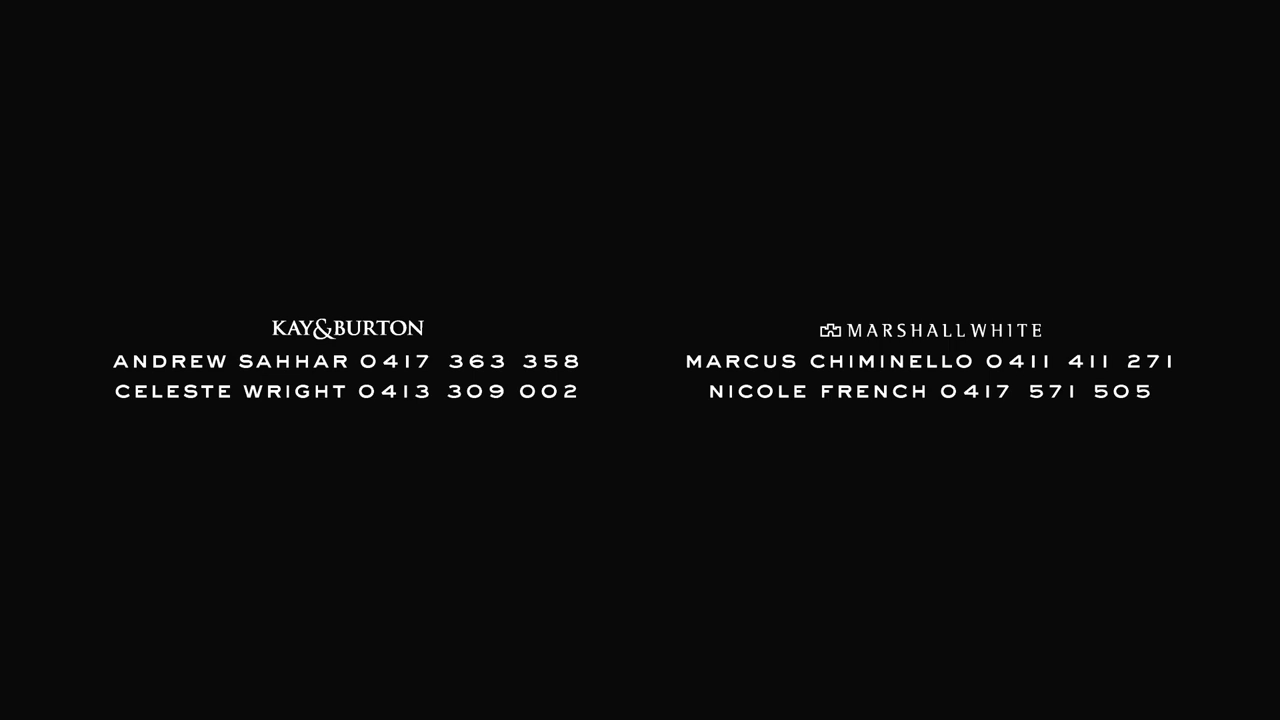 KAY&BURTON
ANDREW SAHHAR 0417 363 358
CELESTE WRIGHT 0413 309 002
MARSHALL WHITE
MARCUS CHIMINELLO 0411 411 271
NICOLE FRENCH 0417 571 505